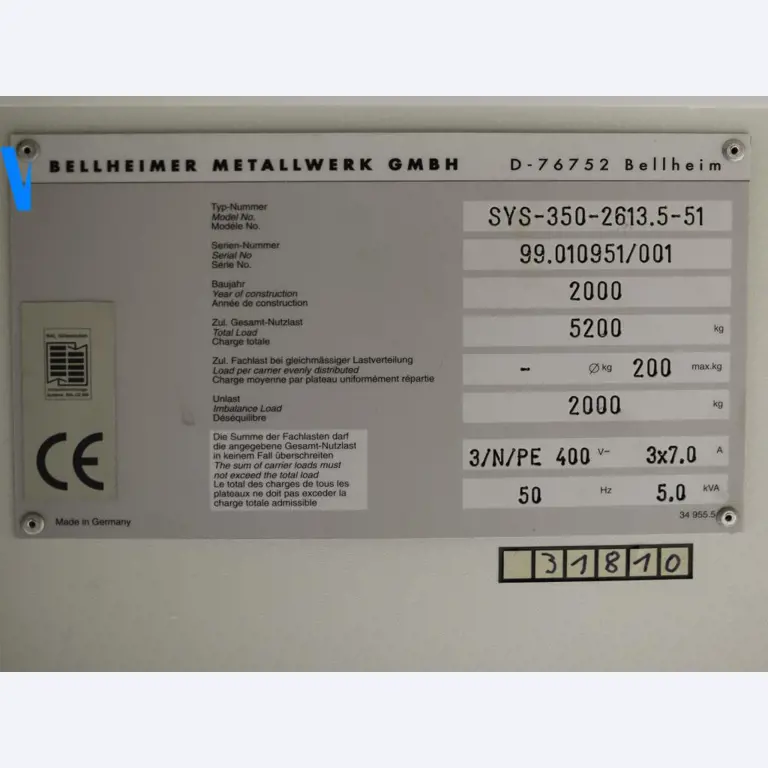 BELLHEIMER METALLWERK GMBH D-76752 Bellheim
Typ-Nummer
Model No.
Modèle No.
SYS-350-2613.5-51
Serien-Nummer
Serial No
Série No.
99.010951/001
Baujahr
Year of construction
Année de construction
2000
Zul. Gesamt-Nutzlast
Total Load
Charge totale
5200 kg
Zul. Fachlast bei gleichmässiger Lastverteilung
Load per carrier evenly distributed
Charge moyenne par plateau uniformément répartie
- Ø kg 200 max.kg
Unlast
Imbalance Load
Déséquilibre
2000 kg
Die Summe der Fachlasten darf
die angegebene Gesamt-Nutzlast
in keinem Fall überschreiten
The sum of carrier loads must
not exceed the total load
Le total des charges de tous les
plateaux ne doit pas exceder la
charge totale admissible
3/N/PE 400 V~ 3x7.0 A
50 Hz 5.0 kVA
CE
Made in Germany
34 955.5
31810